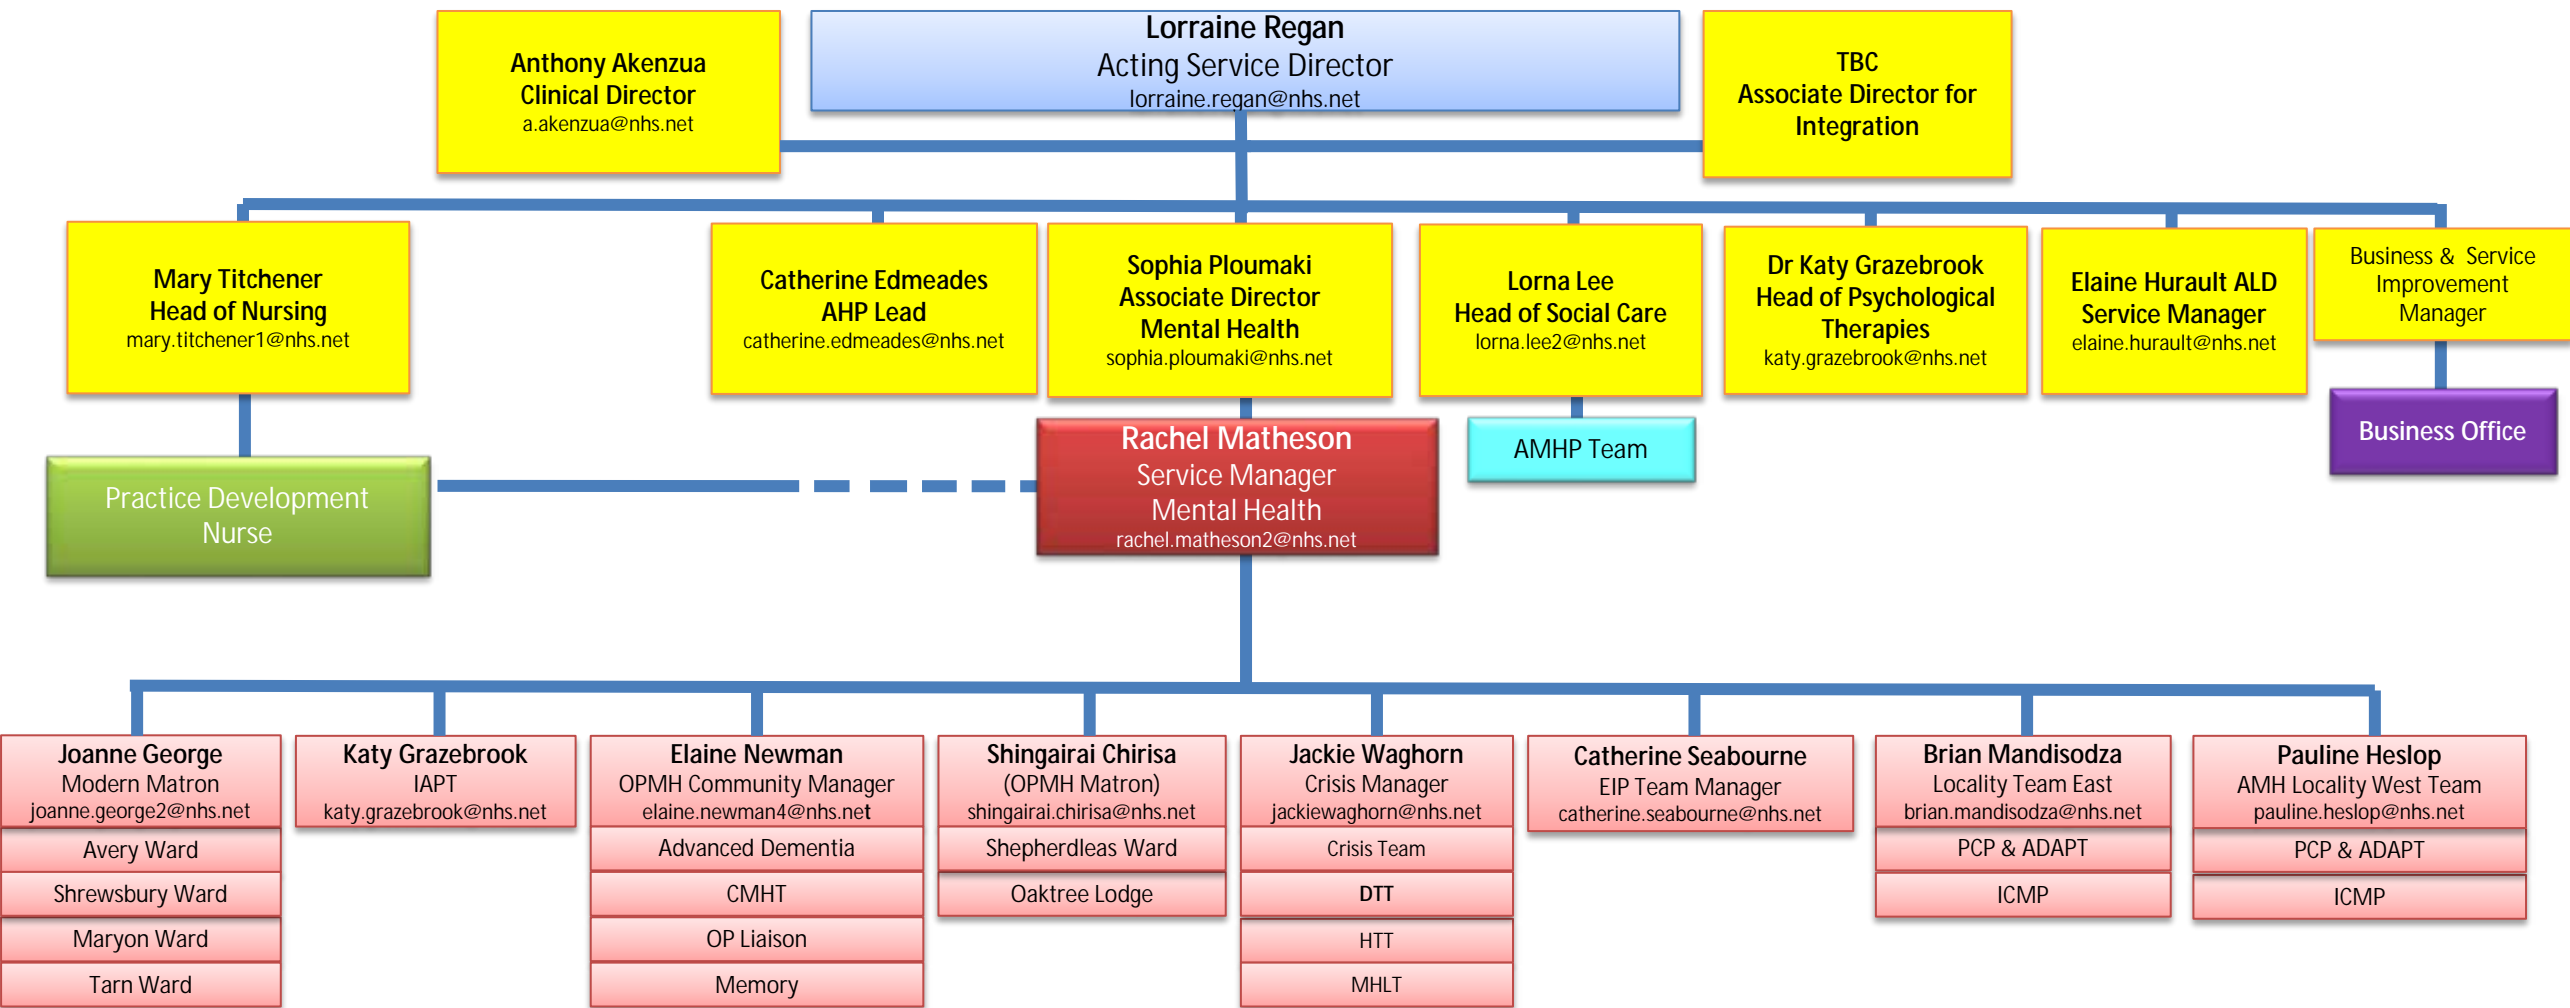 Lorraine Regan
Acting Service Director
lorraine.regan@nhs.net
Anthony Akenzua
Clinical Director
a.akenzua@nhs.net
TBC
Associate Director for
Integration
Mary Titchener
Head of Nursing
mary.titchener1@nhs.net
Catherine Edmeades
AHP Lead
catherine.edmeades@nhs.net
Sophia Ploumaki
Associate Director
Mental Health
sophia.ploumaki@nhs.net
Lorna Lee
Head of Social Care
lorna.lee2@nhs.net
Dr Katy Grazebrook
Head of Psychological
Therapies
katy.grazebrook@nhs.net
Elaine Hurault ALD
Service Manager
elaine.hurault@nhs.net
Business & Service
Improvement
Manager
Practice Development
Nurse
Rachel Matheson
Service Manager
Mental Health
rachel.matheson2@nhs.net
AMHP Team
Business Office
Joanne George
Modern Matron
joanne.george2@nhs.net
Avery Ward
Shrewsbury Ward
Maryon Ward
Tarn Ward
Katy Grazebrook
IAPT
katy.grazebrook@nhs.net
Elaine Newman
OPMH Community Manager
elaine.newman4@nhs.net
Advanced Dementia
CMHT
OP Liaison
Memory
Shingairai Chirisa
(OPMH Matron)
shingairai.chirisa@nhs.net
Shepherdleas Ward
Oaktree Lodge
Jackie Waghorn
Crisis Manager
jackiewaghorn@nhs.net
Crisis Team
DTT
HTT
MHLT
Catherine Seabourne
EIP Team Manager
catherine.seabourne@nhs.net
Brian Mandisodza
Locality Team East
brian.mandisodza@nhs.net
PCP & ADAPT
ICMP
Pauline Heslop
AMH Locality West Team
pauline.heslop@nhs.net
PCP & ADAPT
ICMP